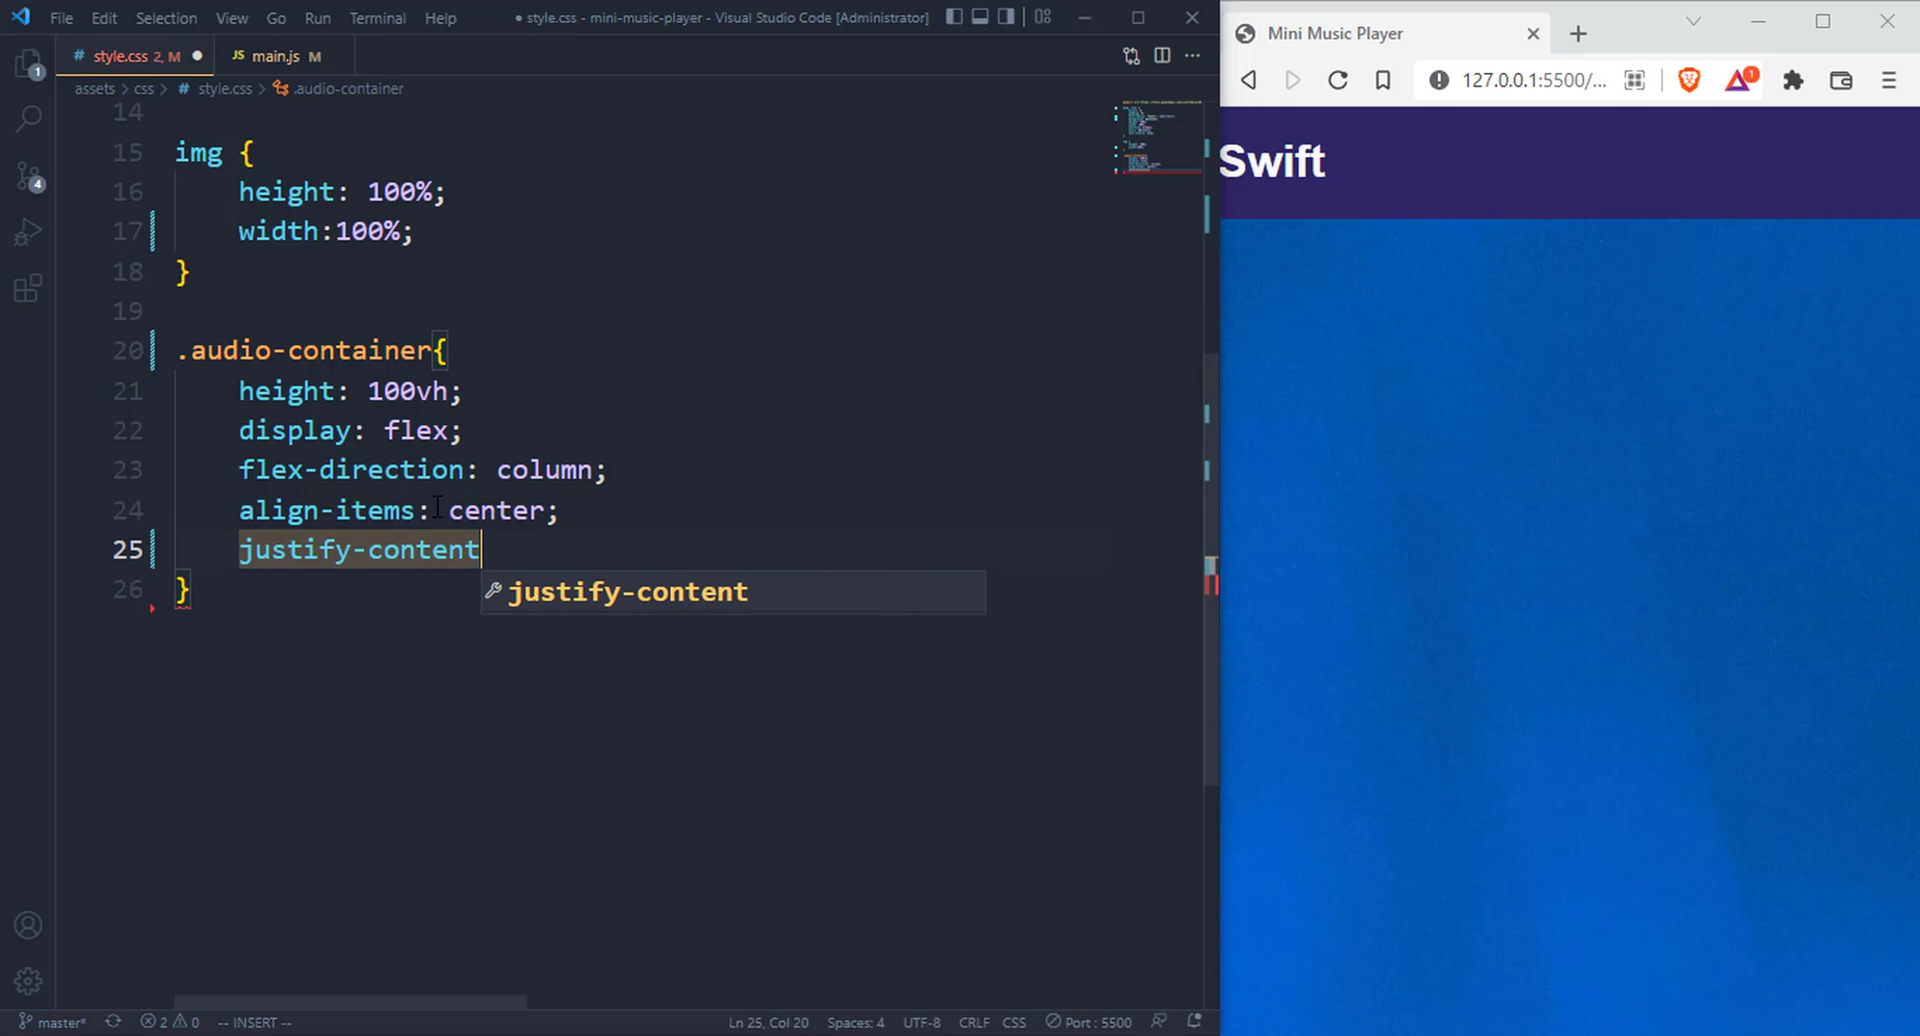 File Edit Selection View Go Run Terminal Help
● style.css - mini-music-player - Visual Studio Code [Administrator]
# style.css 2, M ●
JS main.js M
assets > css > # style.css > .audio-container
14
15 img {
16 height: 100%;
17 width:100%;
18 }
19
20 .audio-container{
21 height: 100vh;
22 display: flex;
23 flex-direction: column;
24 align-items: center;
25 justify-content
justify-content
26 }
1
4
master*
2 0
-- INSERT --
Ln 25, Col 20
Spaces: 4
UTF-8
CRLF
CSS
Port : 5500
Mini Music Player
127.0.0.1:5500/...
1
Swift